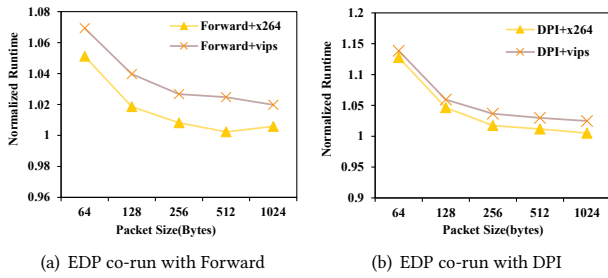 1.08
1.06
1.04
1.02
1
0.98
0.96
Normalized Runtime
Forward+x264
Forward+vips
64 128 256 512 1024
Packet Size(Bytes)
(a) EDP co-run with Forward
1.2
1.15
1.1
1.05
1
0.95
0.9
Normalized Runtime
DPI+x264
DPI+vips
64 128 256 512 1024
Packet Size(Bytes)
(b) EDP co-run with DPI